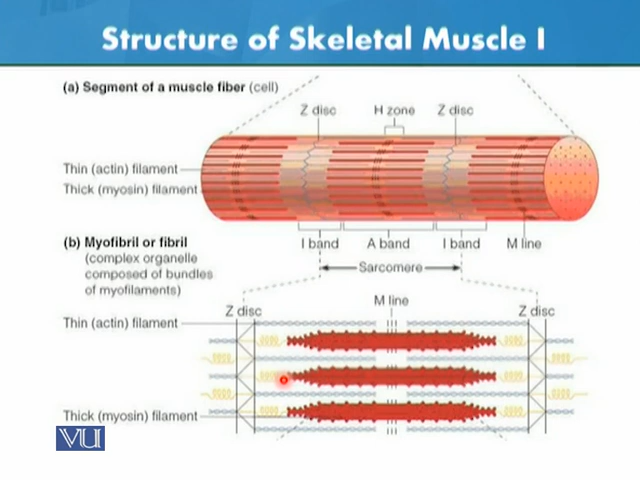 Structure of Skeletal Muscle I
(a) Segment of a muscle fiber (cell)
Z disc H zone Z disc
Thin (actin) filament
Thick (myosin) filament
(b) Myofibril or fibril
(complex organelle
composed of bundles
of myofilaments)
I band A band I band M line
Sarcomere
Z disc M line Z disc
Thin (actin) filament
Thick (myosin) filament
VU